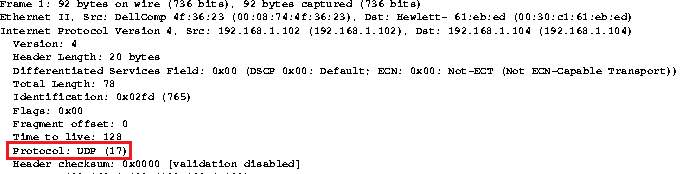 Frame 1: 92 bytes on wire (736 bits), 92 bytes captured (736 bits)
Ethernet II, Src: DellComp 4f:36:23 (00:08:74:4f:36:23), Dst: Hewlett- 61:eb:ed (00:30:c1:61:eb:ed)
Internet Protocol Version 4, Src: 192.168.1.102 (192.168.1.102), Dst: 192.168.1.104 (192.168.1.104)
Version: 4
Header Length: 20 bytes
Differentiated Services Field: 0x00 (DSCP 0x00: Default; ECN: 0x00: Not-ECT (Not ECN-Capable Transport))
Total Length: 78
Identification: 0x02fd (765)
Flags: 0x00
Fragment offset: 0
Time to live: 128
Protocol: UDP (17)
Header checksum: 0x0000 [validation disabled]